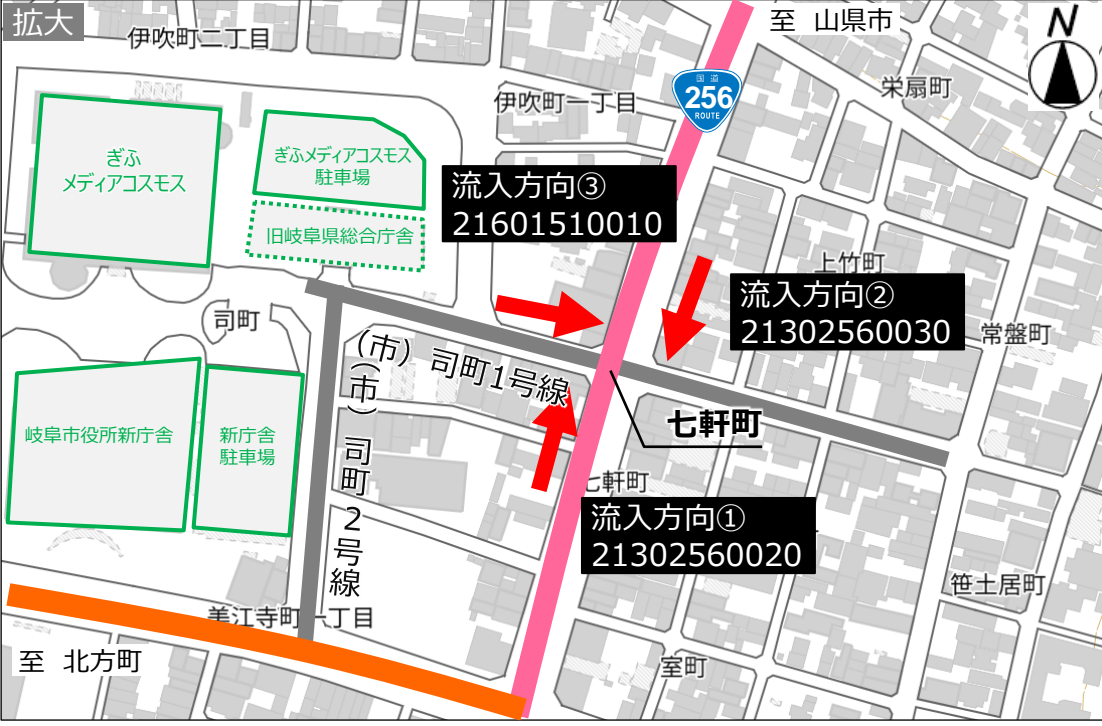 拡大
伊吹町二丁目
至 山県市
N
国道
256
ROUTE
栄扇町
伊吹町一丁目
ぎふ
メディアコスモス
ぎふメディアコスモス
駐車場
旧岐阜県総合庁舎
流入方向③
21601510010
上竹町
流入方向②
21302560030
常盤町
司町
(市) 司町1号線
(市) 司町2号線
七軒町
岐阜市役所新庁舎
新庁舎
駐車場
七軒町
流入方向①
21302560020
笹土居町
美江寺町一丁目
至 北方町
室町